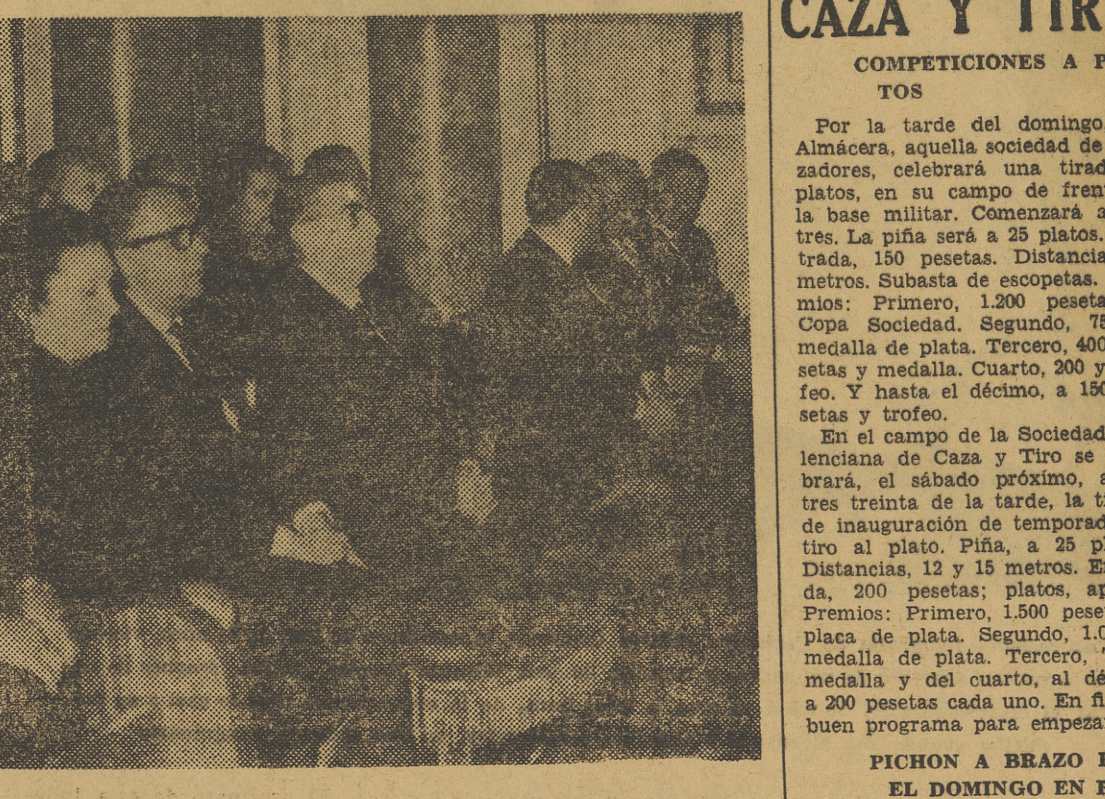 CAZA Y TIR
COMPETICIONES A P
TOS
Por la tarde del domingo
Almácera, aquella sociedad de
zadores, celebrará una tirad
platos, en su campo de fren
la base militar. Comenzará a
tres. La piña será a 25 platos.
trada, 150 pesetas. Distancia
metros. Subasta de escopetas.
mios: Primero, 1.200 peseta
Copa Sociedad. Segundo, 75
medalla de plata. Tercero, 400
setas y medalla. Cuarto, 200 y
feo. Y hasta el décimo, a 150
setas y trofeo.
En el campo de la Sociedad
lenciana de Caza y Tiro se
brará, el sábado próximo, a
tres treinta de la tarde, la t
de inauguración de temporad
tiro al plato. Piña, a 25 pl
Distancias, 12 y 15 metros. E
da, 200 pesetas; platos, ap
Premios: Primero, 1.500 pese
placa de plata. Segundo, 1.0
medalla de plata. Tercero,
medalla y del cuarto, al dé
a 200 pesetas cada uno. En fi
buen programa para empeza
PICHON A BRAZO
EL DOMINGO EN